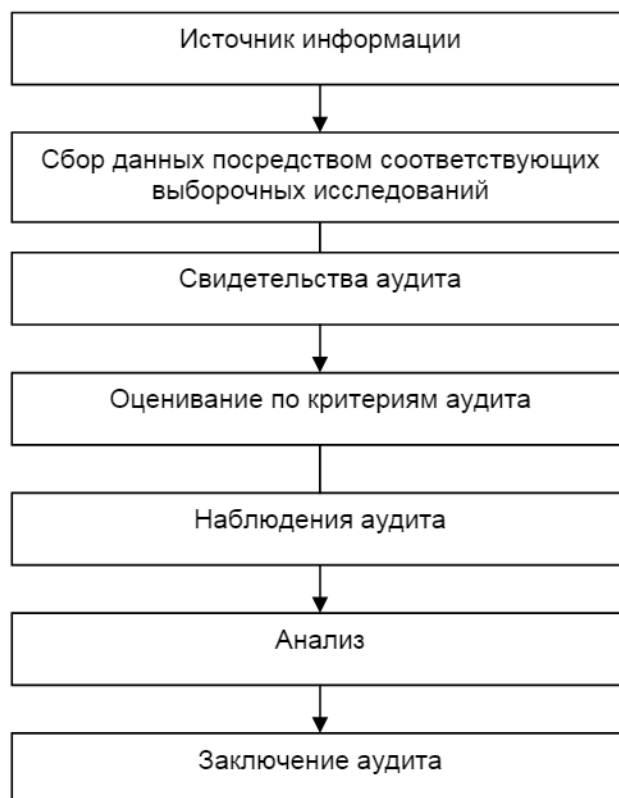 Источник информации
Сбор данных посредством соответствующих
выборочных исследований
Свидетельства аудита
Оценивание по критериям аудита
Наблюдения аудита
Анализ
Заключение аудита